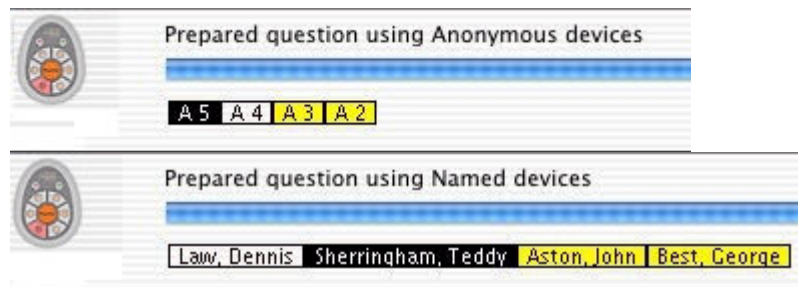 Prepared question using Anonymous devices
A 5 A 4 A 3 A 2
Prepared question using Named devices
Law, Dennis Sherringham, Teddy Aston, John Best, George